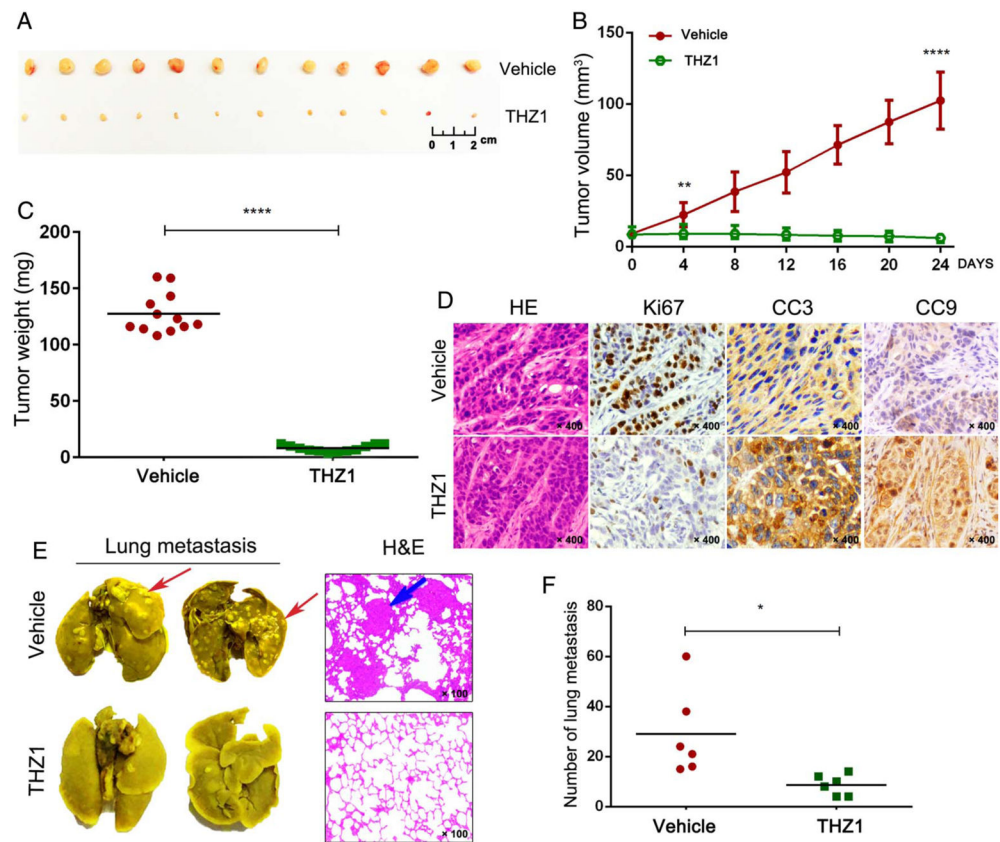 A
Vehicle
THZ1
0 1 2 cm
B
Vehicle
THZ1
Tumor volume (mm³)
150
100
50
0
**
****
0 4 8 12 16 20 24 DAYS
C
Tumor weight (mg)
200
150
100
50
0
****
Vehicle THZ1
D
HE Ki67 CC3 CC9
Vehicle
× 400 × 400 × 400 × 400
THZ1
× 400 × 400 × 400 × 400
E
Lung metastasis H&E
Vehicle
× 100
THZ1
× 100
F
Number of lung metastasis
80
60
40
20
0
*
Vehicle THZ1